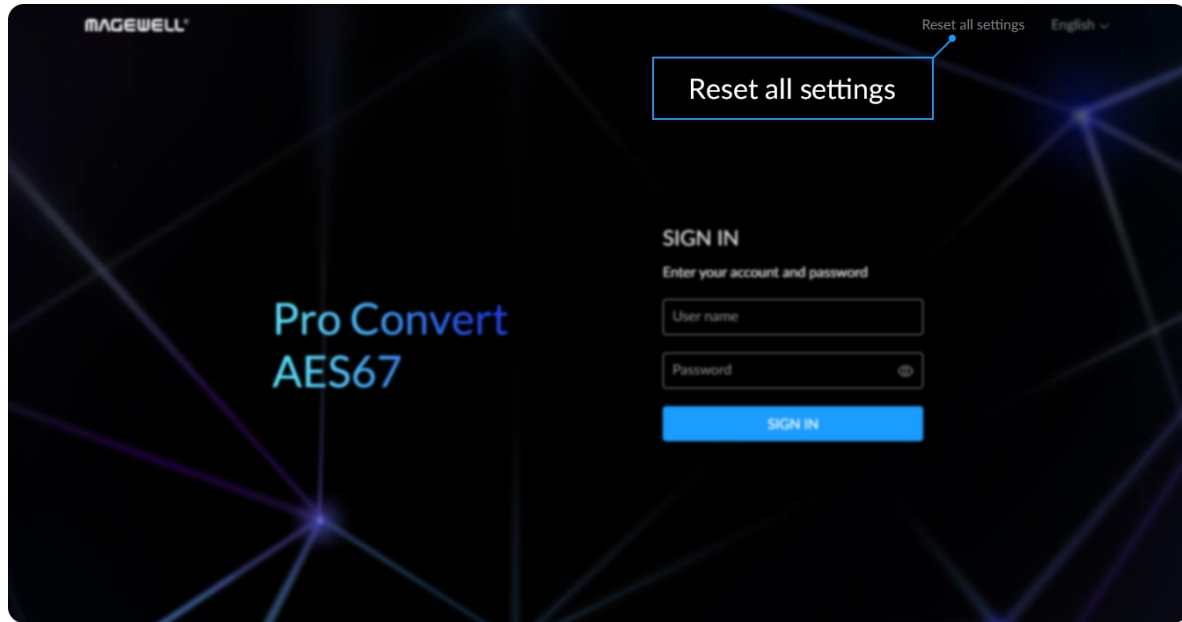 MAGEWELL®
Reset all settings
English
Reset all settings
SIGN IN
Enter your account and password
Pro Convert
AES67
User name
Password
SIGN IN